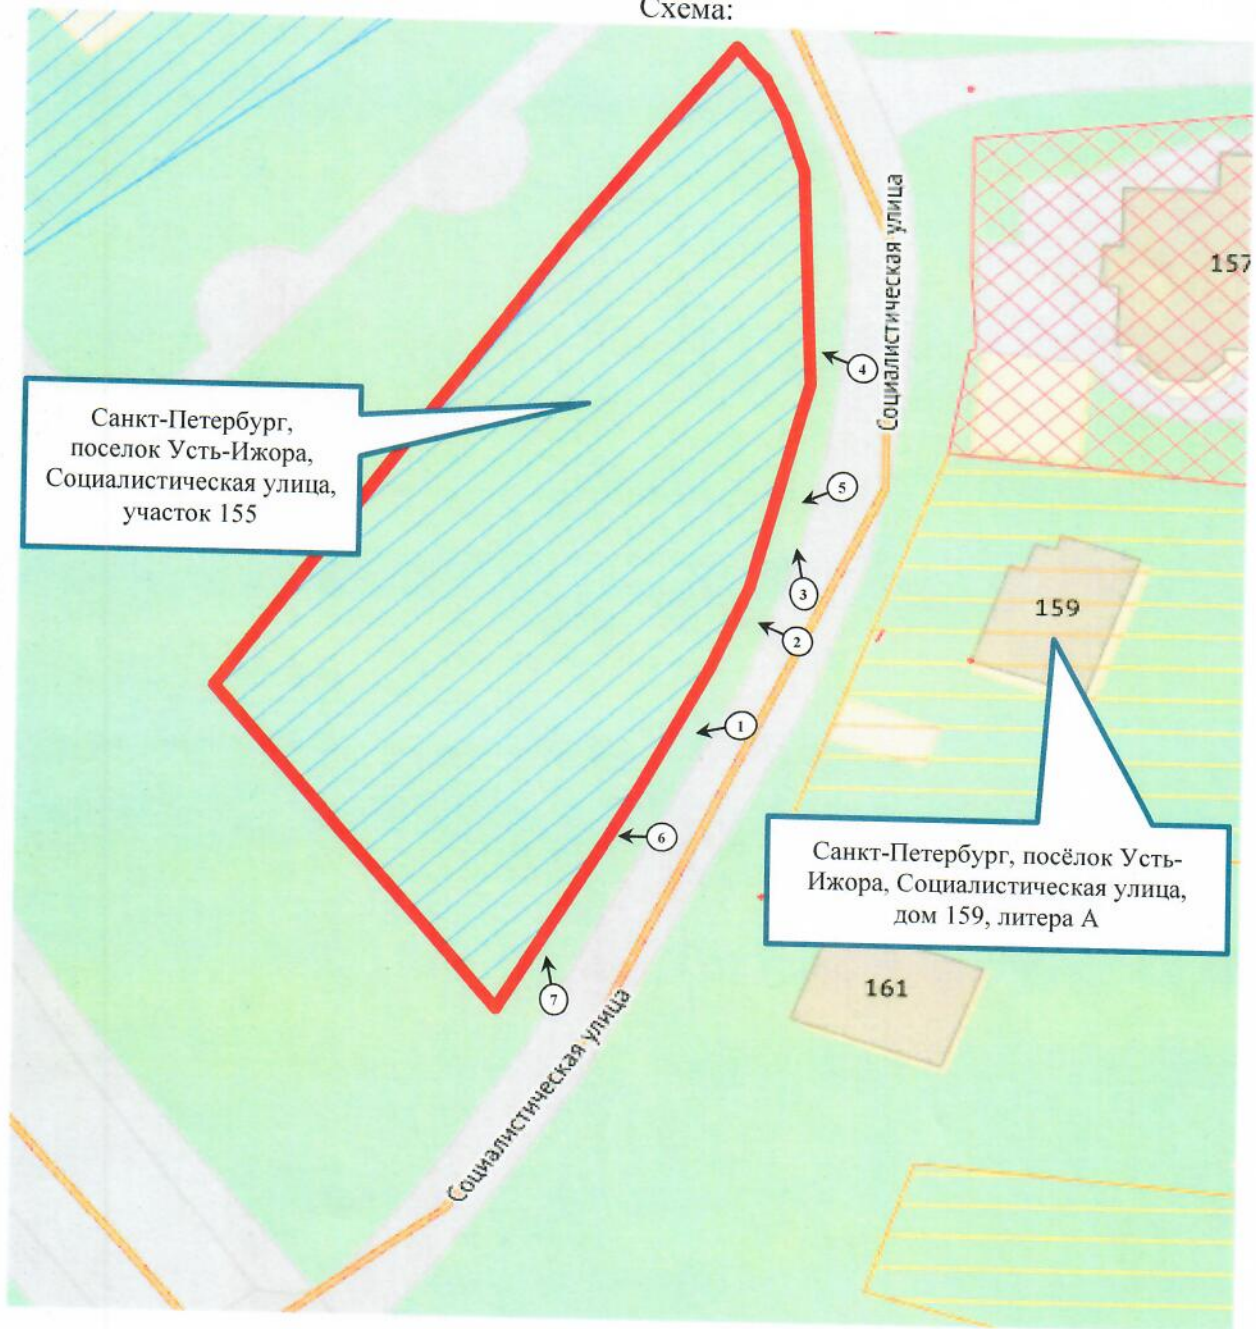 Схема:
Социалистическая улица
157
4
Санкт-Петербург,
поселок Усть-Ижора,
Социалистическая улица,
участок 155
5
3
159
2
1
6
Санкт-Петербург, посёлок Усть-
Ижора, Социалистическая улица,
дом 159, литера А
161
7
Социалистическая улица